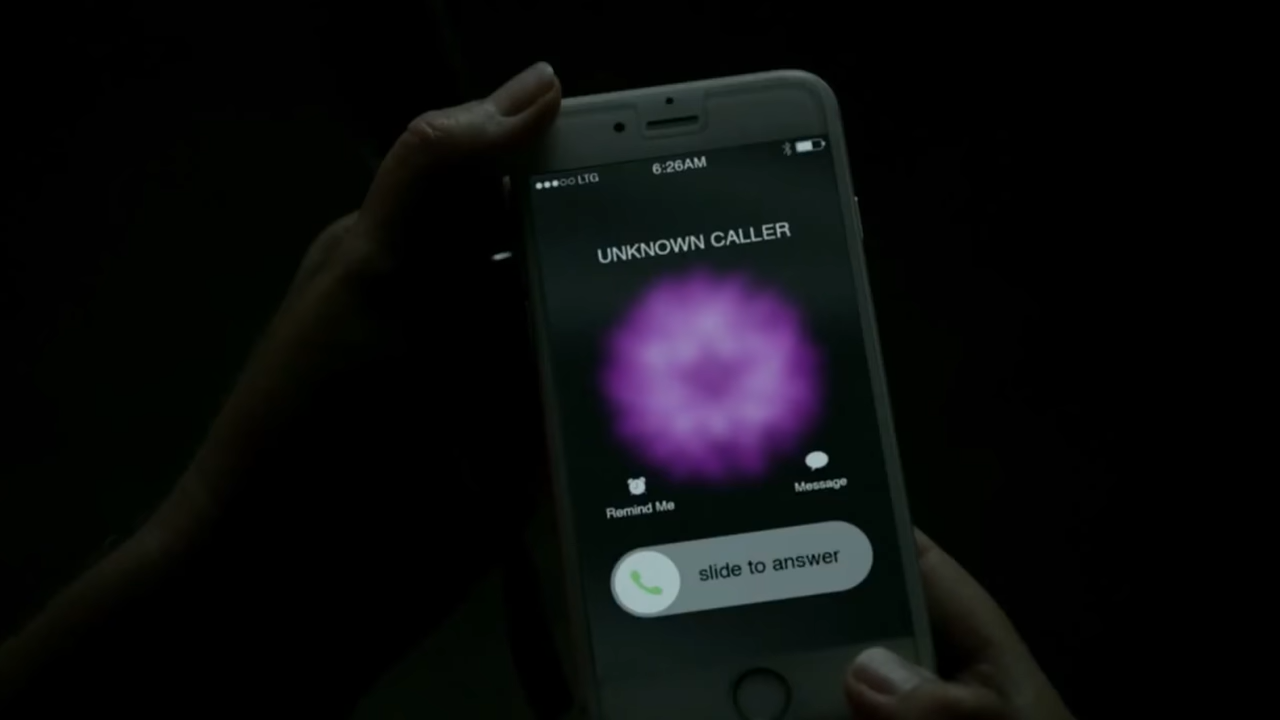 LTG
6:26AM
UNKNOWN CALLER
Remind Me
Message
slide to answer